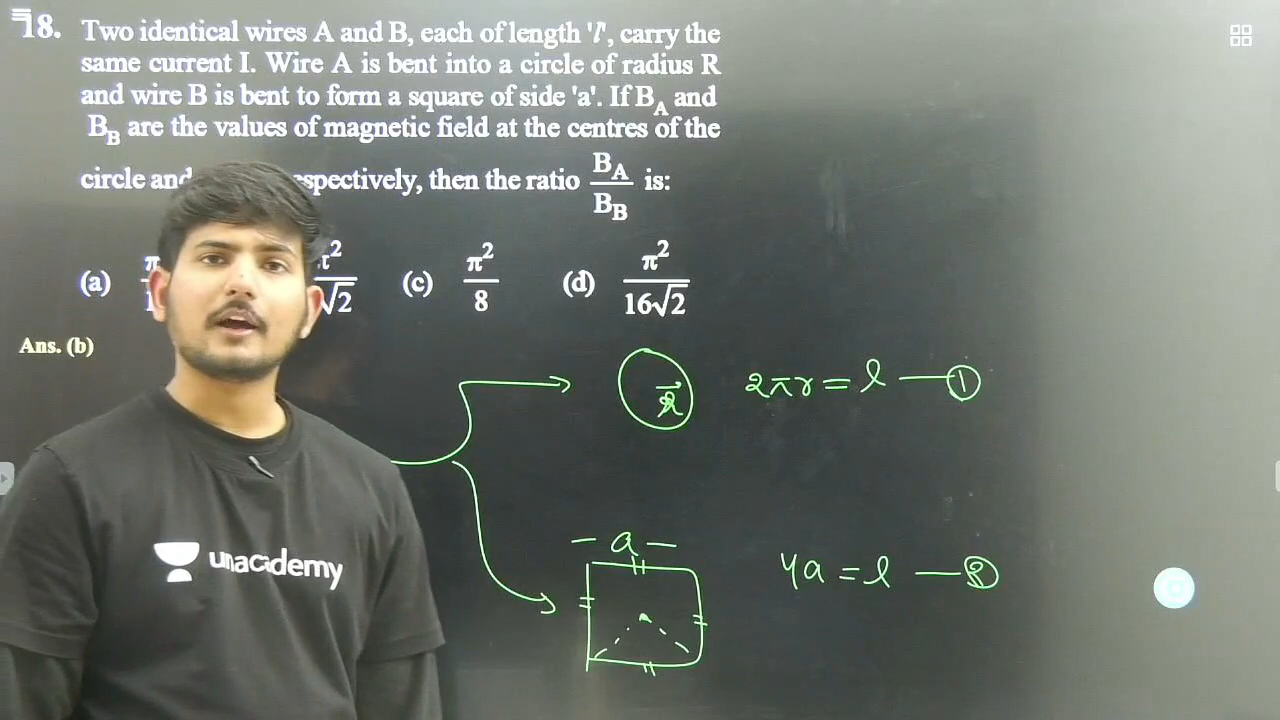 18. Two identical wires A and B, each of length 'l', carry the
same current I. Wire A is bent into a circle of radius R
and wire B is bent to form a square of side 'a'. If B_A and
B_B are the values of magnetic field at the centres of the
circle and respectively, then the ratio B_A/B_B is:
(a) π π²/√2 (c) π²/8 (d) π²/16√2
Ans. (b)
2πr = l — ①
- a -
4a = l — ②
unacademy